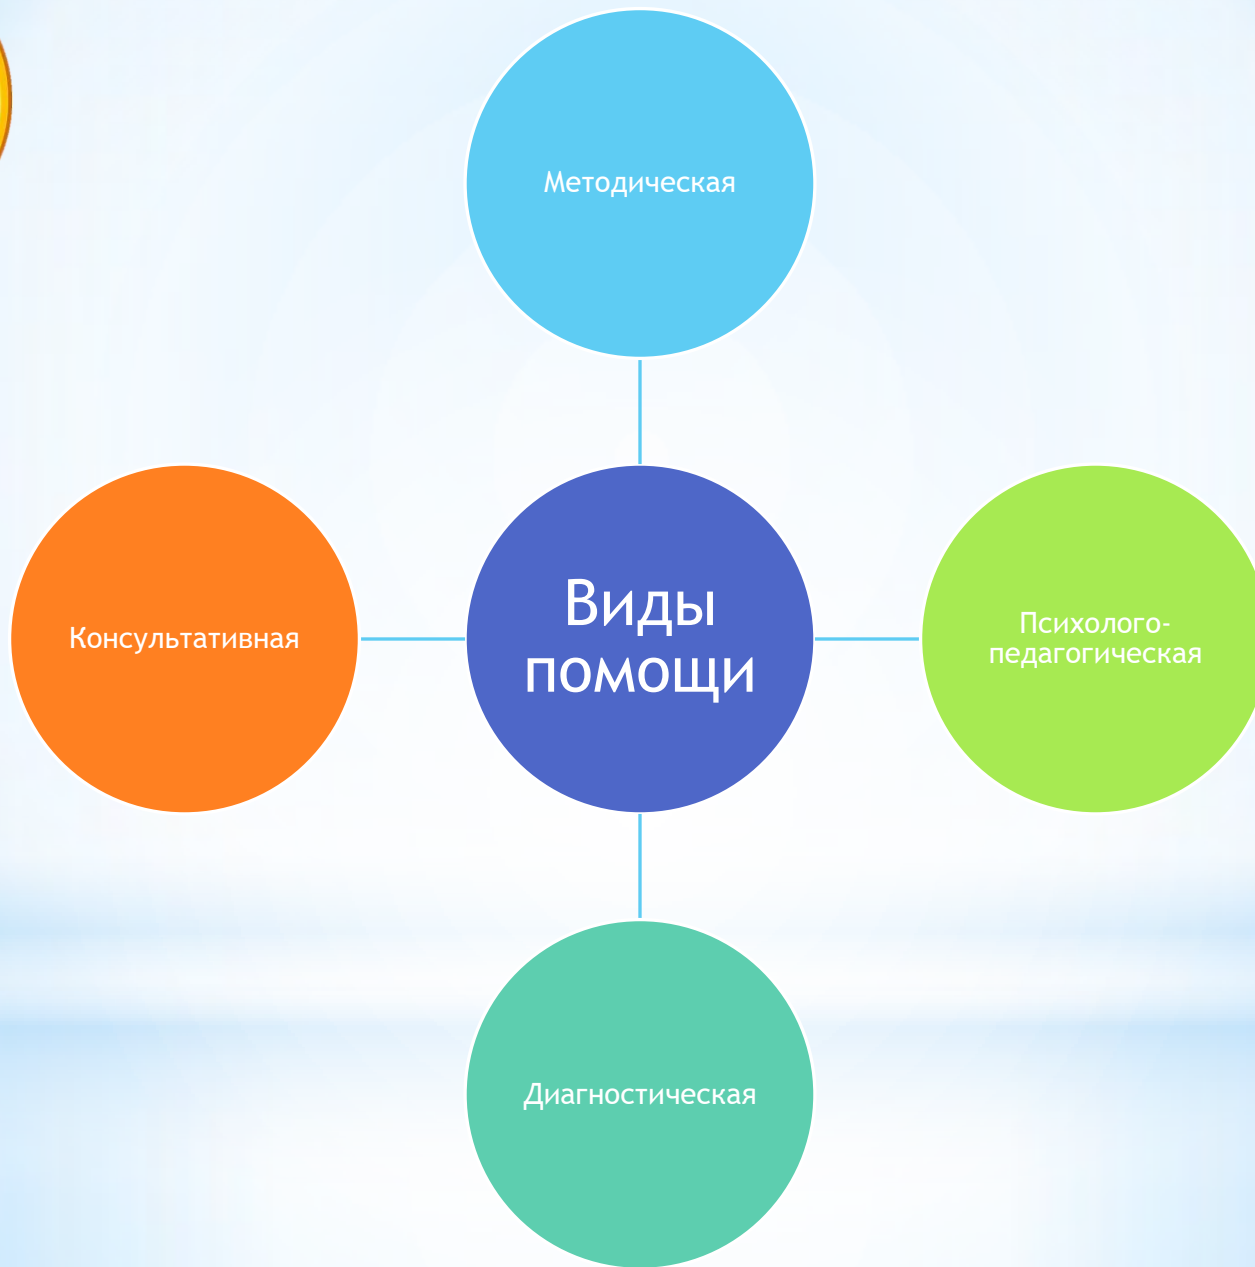 Методическая
Консультативная
Виды
помощи
Психолого-
педагогическая
Диагностическая